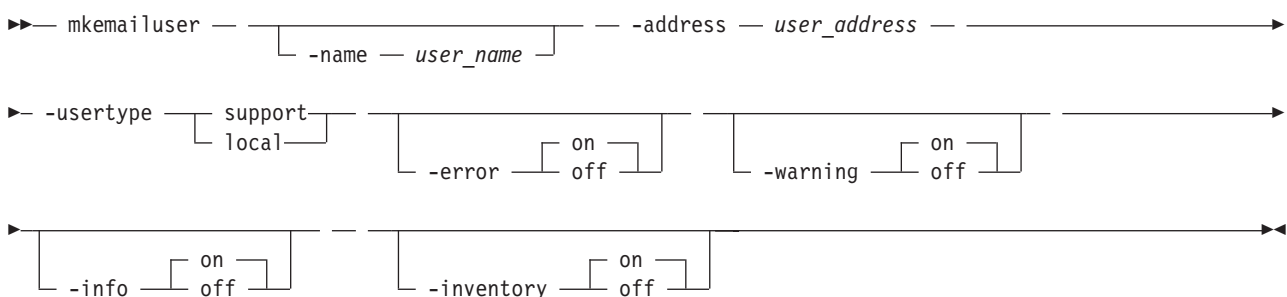 mkemailuser -address user_address
-name user_name
-usertype support
local
on on
-error off -warning off
on on
-info off -inventory off